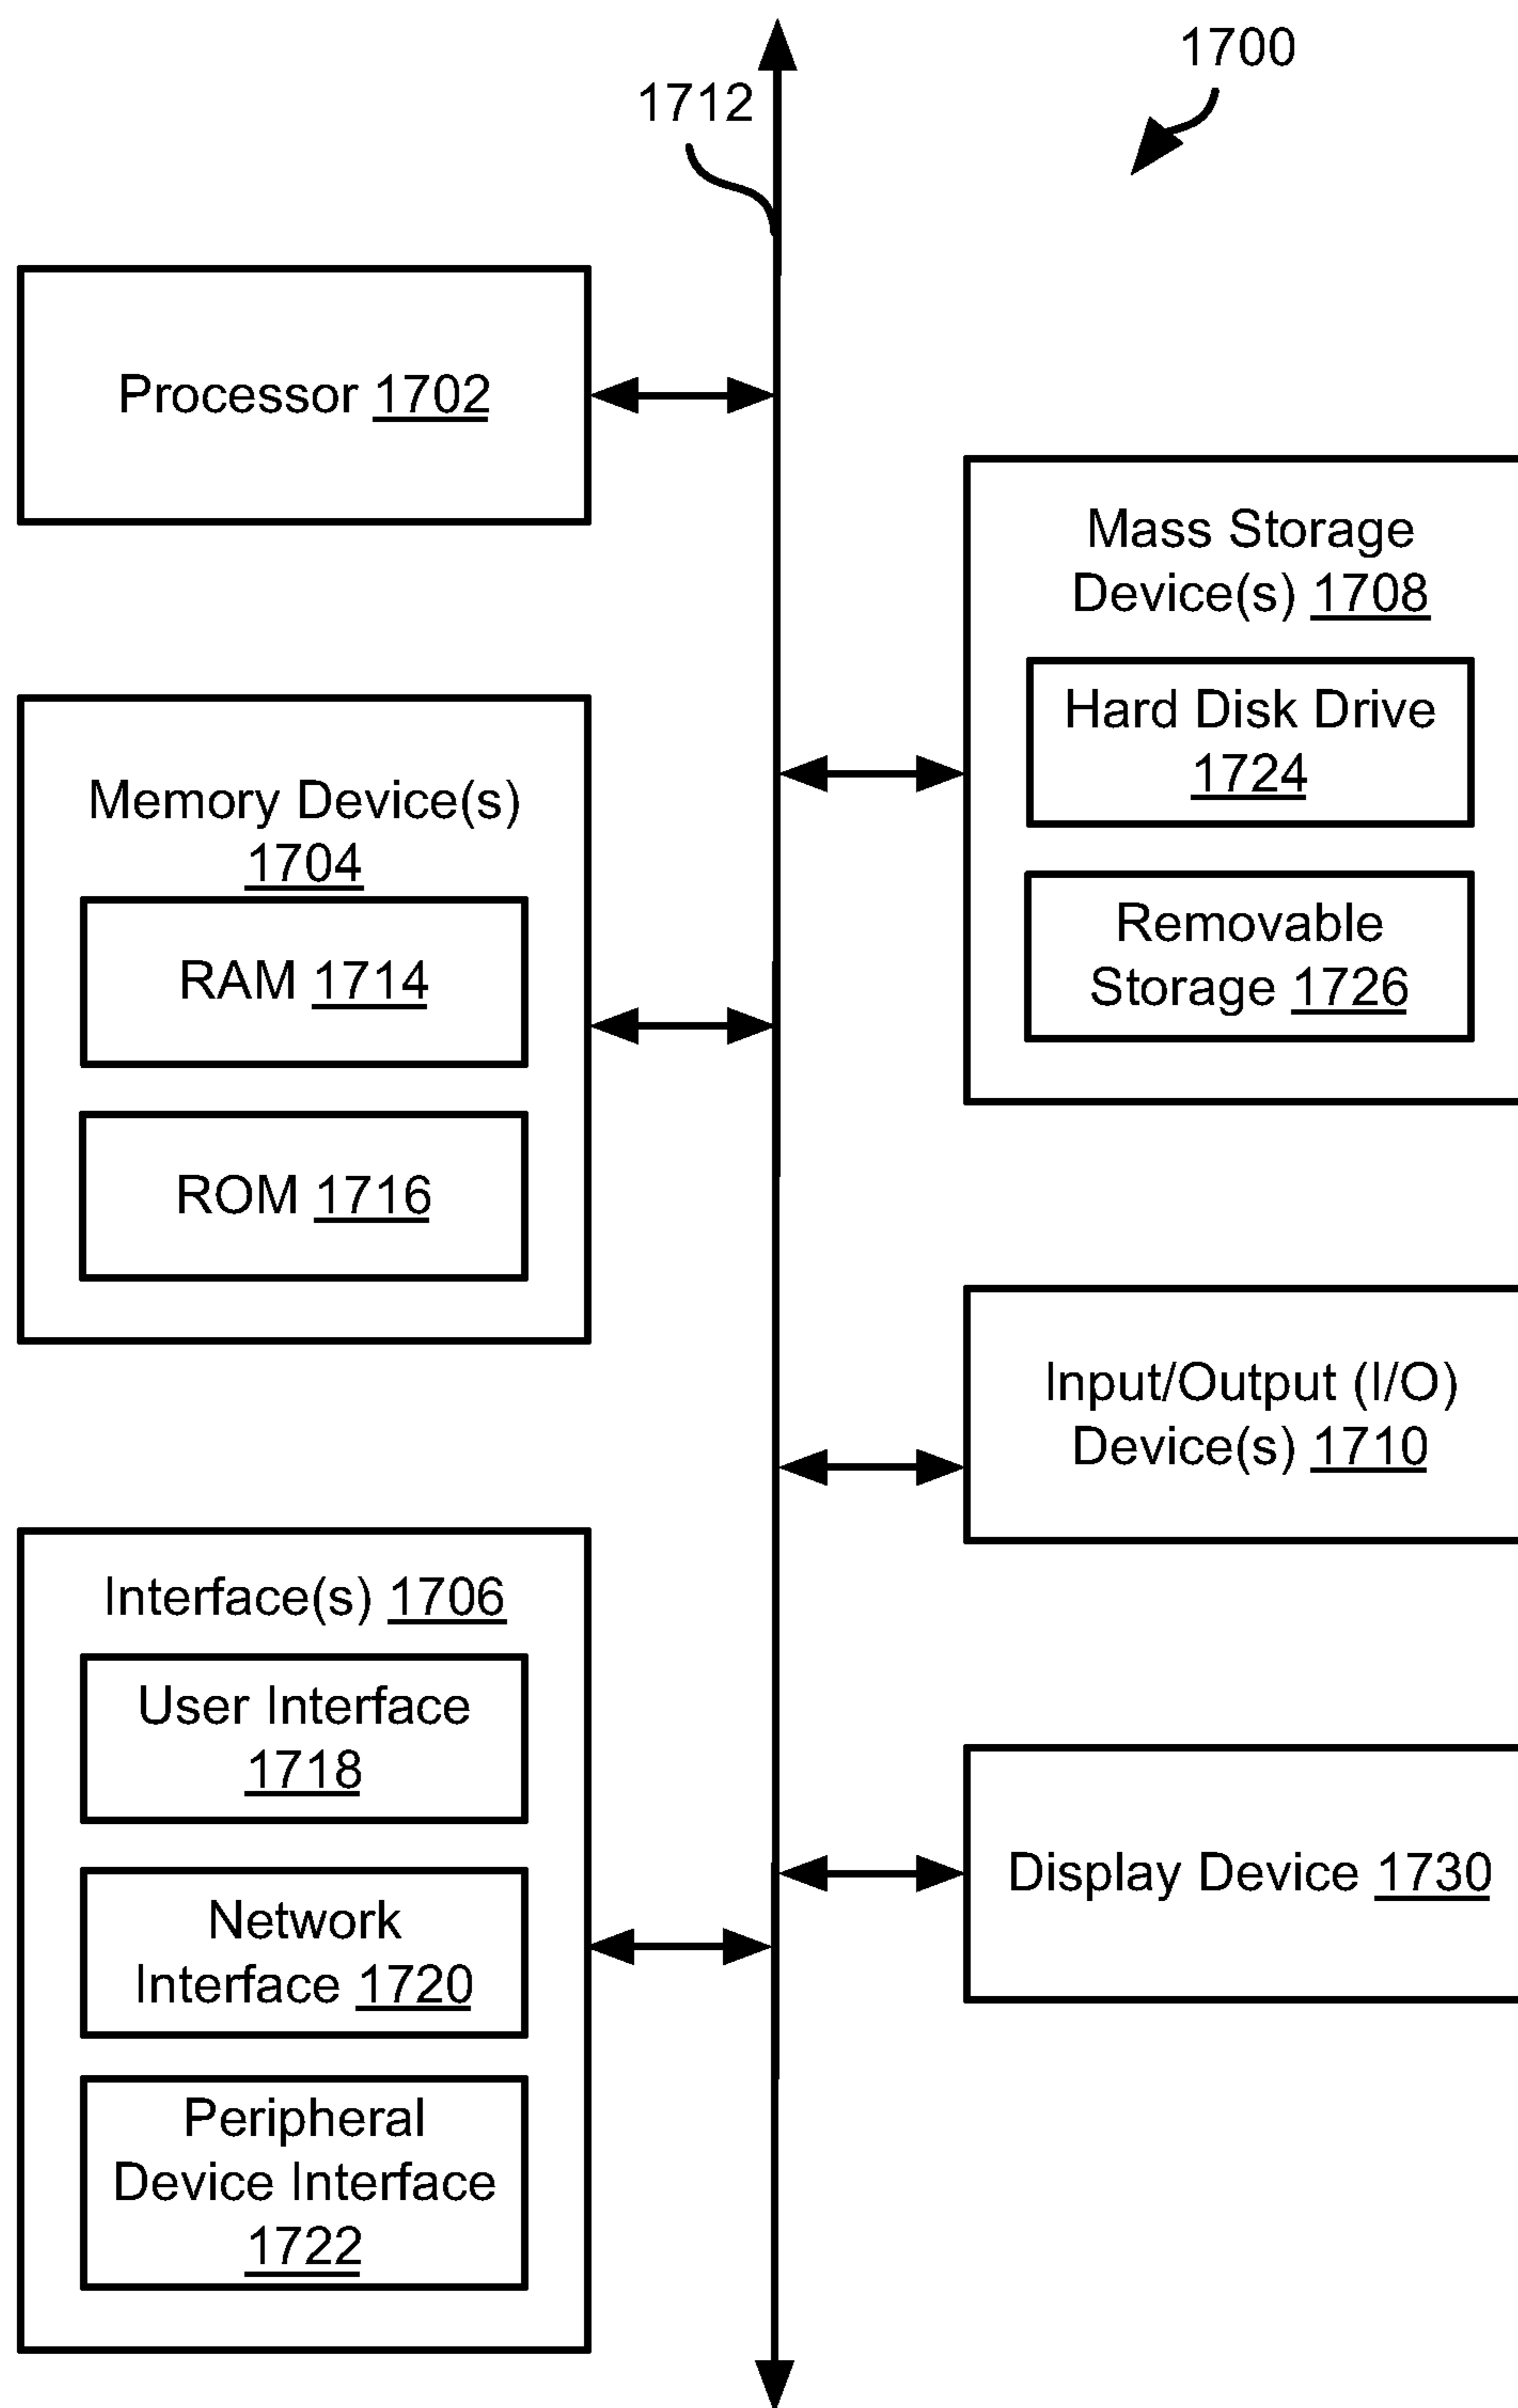 1700
1712
Processor 1702
Memory Device(s)
1704
RAM 1714
ROM 1716
Interface(s) 1706
User Interface
1718
Network
Interface 1720
Peripheral
Device Interface
1722
Mass Storage
Device(s) 1708
Hard Disk Drive
1724
Removable
Storage 1726
Input/Output (I/O)
Device(s) 1710
Display Device 1730